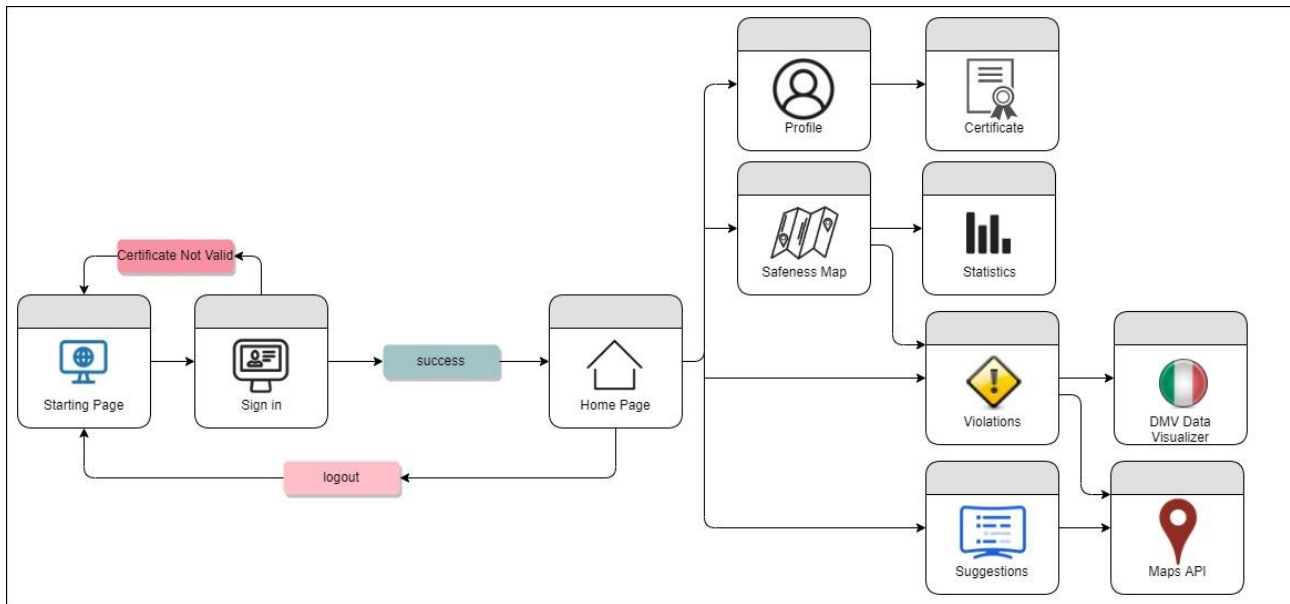 Profile
Certificate
Safeness Map
Statistics
Certificate Not Valid
Starting Page
Sign in
success
Home Page
Violations
DMV Data
Visualizer
logout
Suggestions
Maps API